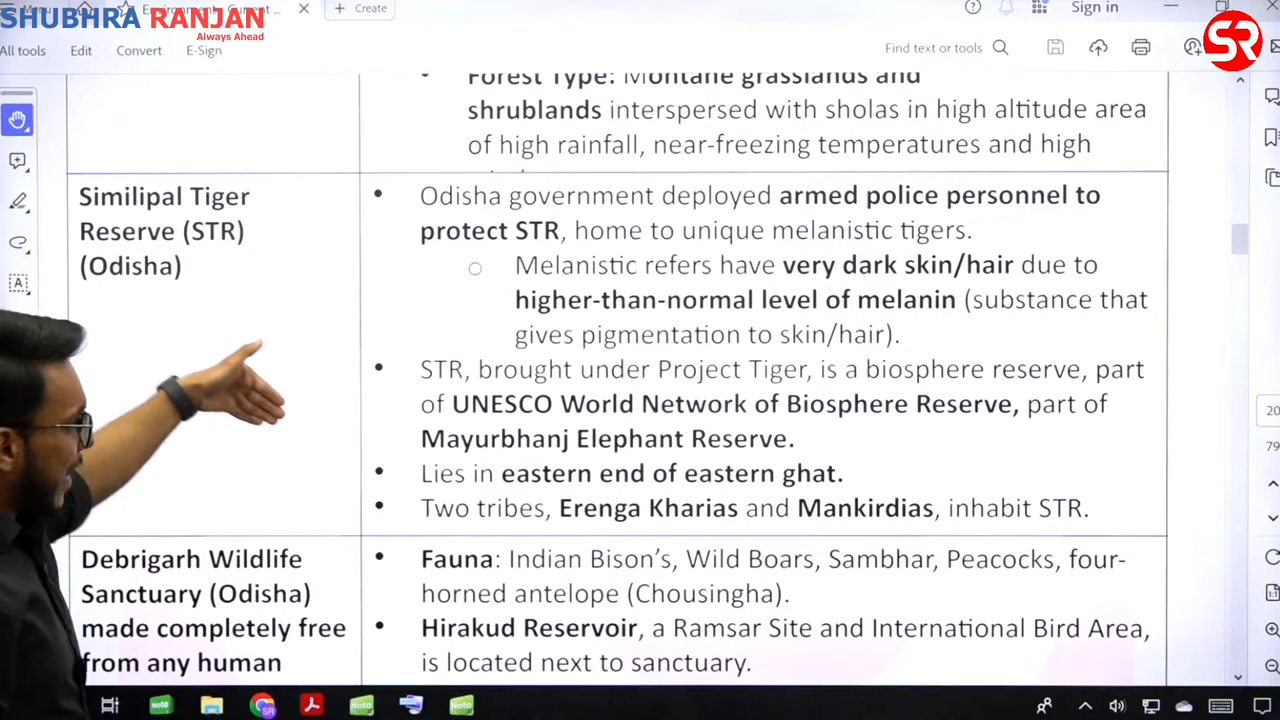 SHUBHRA RANJAN
Always Ahead
Create
Sign in
SR
All tools
Edit
Convert
E-Sign
Find text or tools
Forest Type: Montane grasslands and
shrublands interspersed with sholas in high altitude area
of high rainfall, near-freezing temperatures and high
Similipal Tiger
Reserve (STR)
(Odisha)
• Odisha government deployed armed police personnel to
protect STR, home to unique melanistic tigers.
○ Melanistic refers have very dark skin/hair due to
higher-than-normal level of melanin (substance that
gives pigmentation to skin/hair).
• STR, brought under Project Tiger, is a biosphere reserve, part
of UNESCO World Network of Biosphere Reserve, part of
Mayurbhanj Elephant Reserve.
• Lies in eastern end of eastern ghat.
• Two tribes, Erenga Kharias and Mankirdias, inhabit STR.
Debrigarh Wildlife
Sanctuary (Odisha)
made completely free
from any human
• Fauna: Indian Bison's, Wild Boars, Sambhar, Peacocks, four-
horned antelope (Chousingha).
• Hirakud Reservoir, a Ramsar Site and International Bird Area,
is located next to sanctuary.
20
79